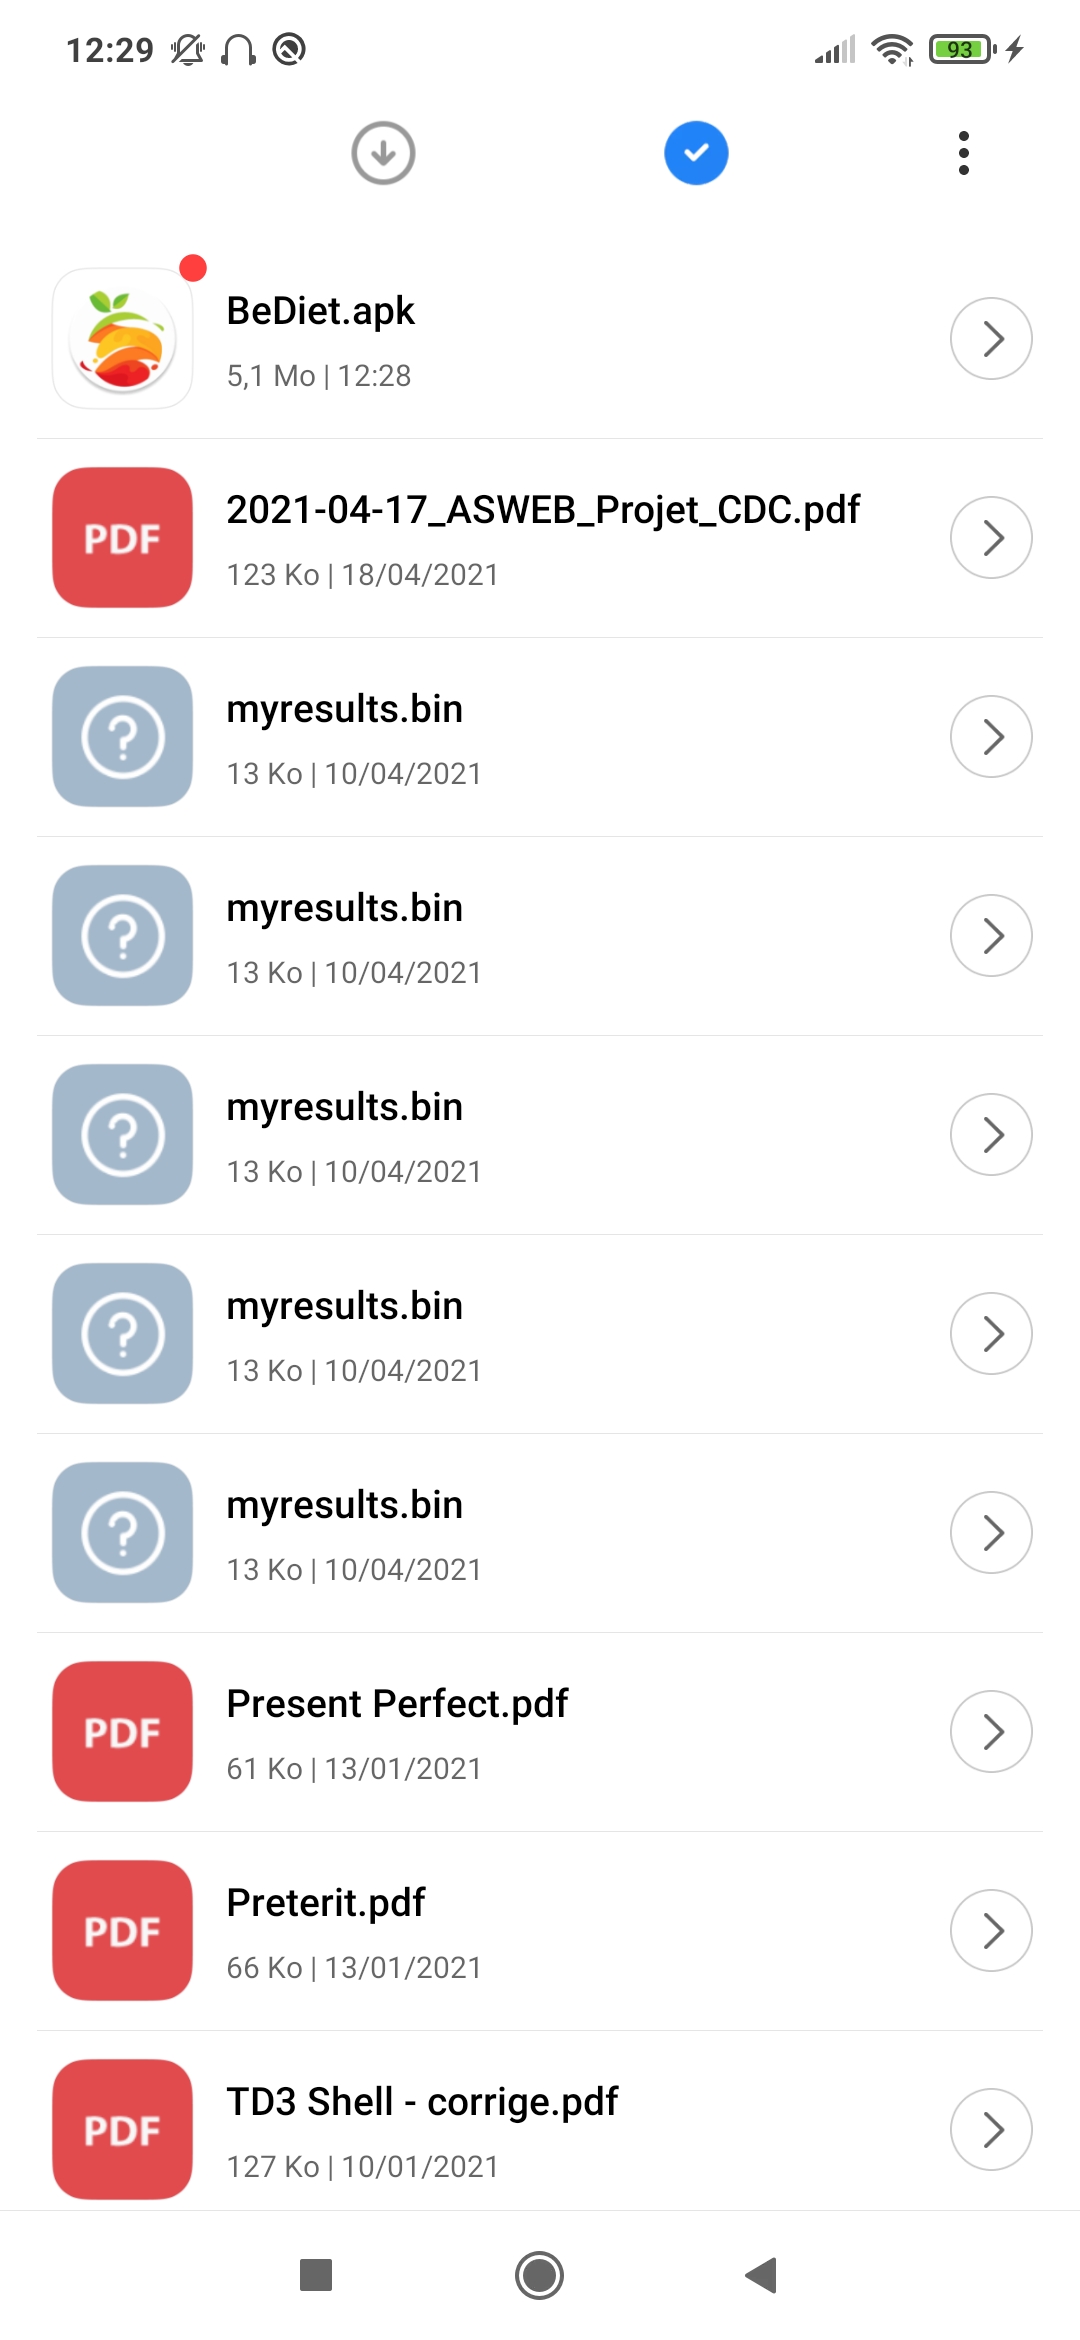 12:29
93
BeDiet.apk
5,1 Mo | 12:28
PDF
2021-04-17_ASWEB_Projet_CDC.pdf
123 Ko | 18/04/2021
?
myresults.bin
13 Ko | 10/04/2021
?
myresults.bin
13 Ko | 10/04/2021
?
myresults.bin
13 Ko | 10/04/2021
?
myresults.bin
13 Ko | 10/04/2021
?
myresults.bin
13 Ko | 10/04/2021
PDF
Present Perfect.pdf
61 Ko | 13/01/2021
PDF
Preterit.pdf
66 Ko | 13/01/2021
PDF
TD3 Shell - corrige.pdf
127 Ko | 10/01/2021